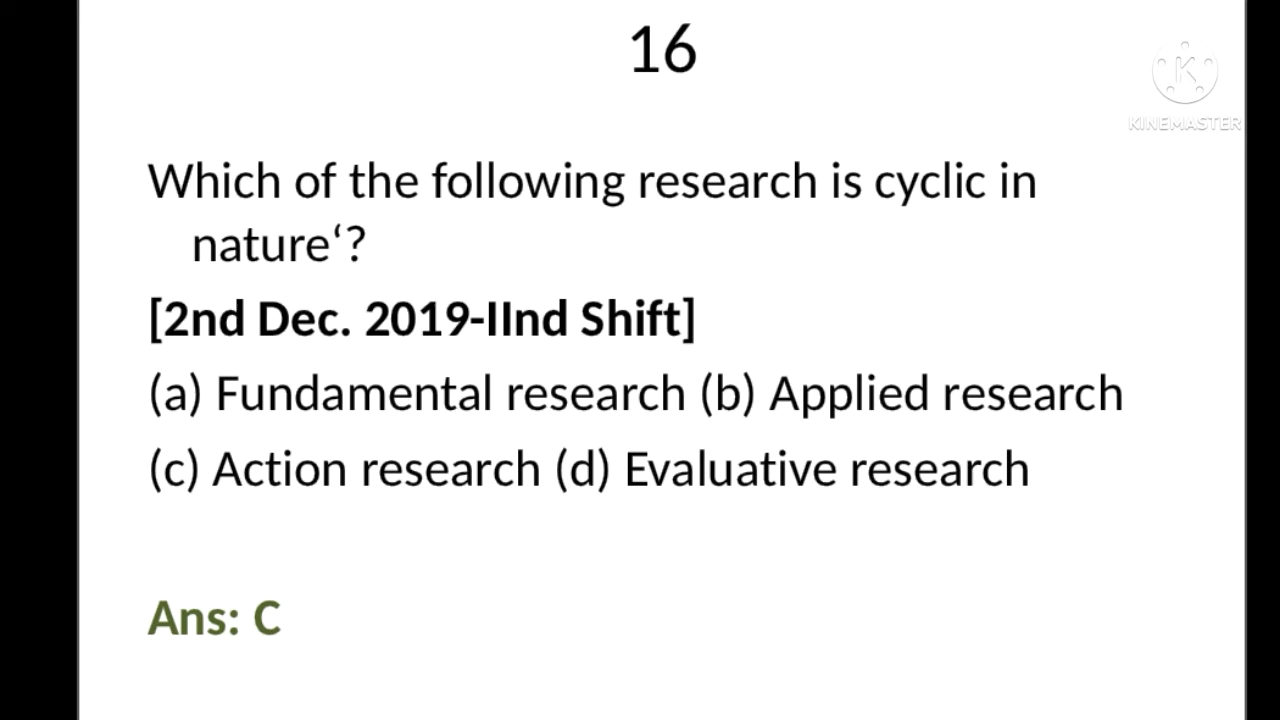 16
KINEMASTER
Which of the following research is cyclic in
nature‘?
[2nd Dec. 2019-IInd Shift]
(a) Fundamental research (b) Applied research
(c) Action research (d) Evaluative research
Ans: C